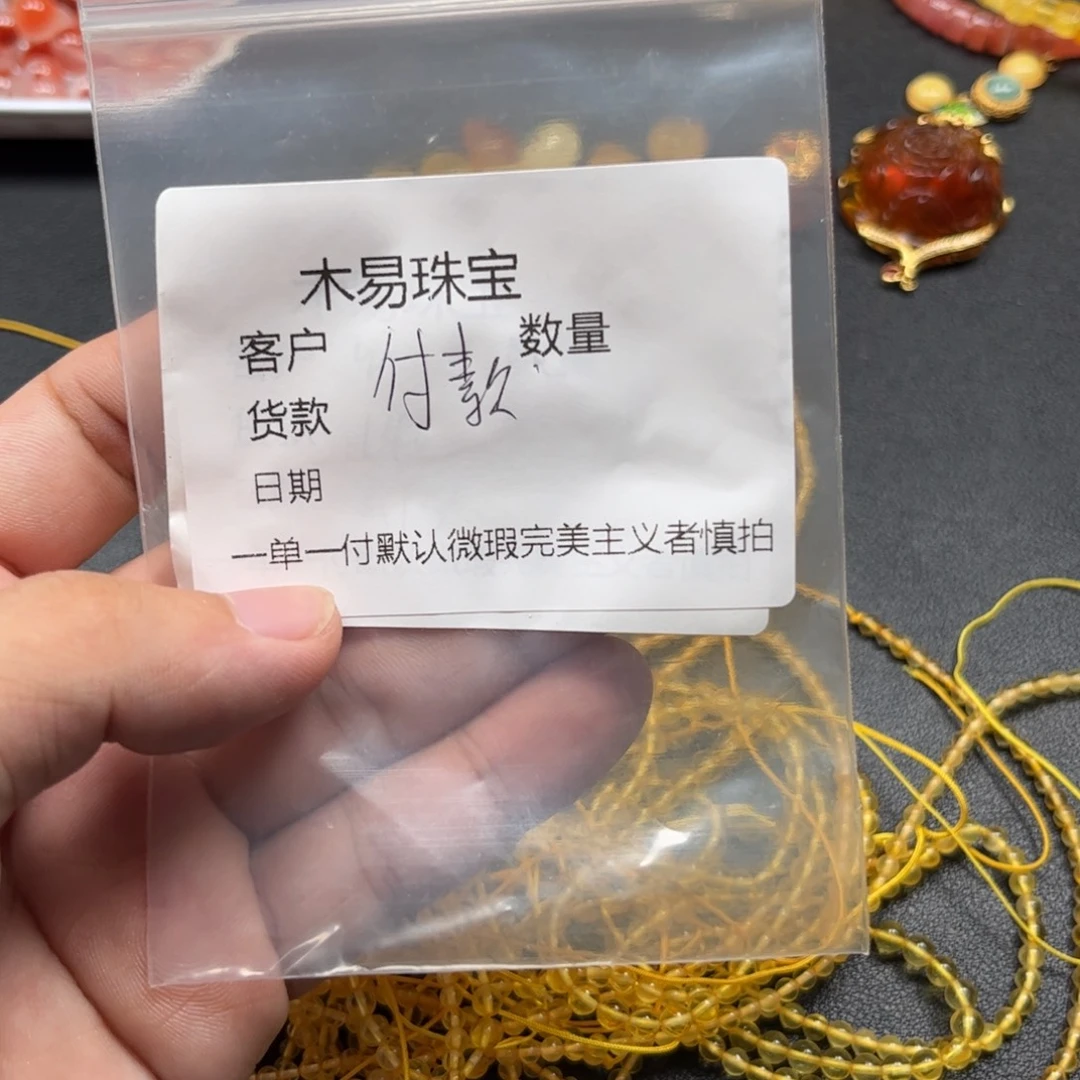 木易珠宝
客户 付款 数量
货款
日期
一单一付默认微瑕完美主义者慎拍